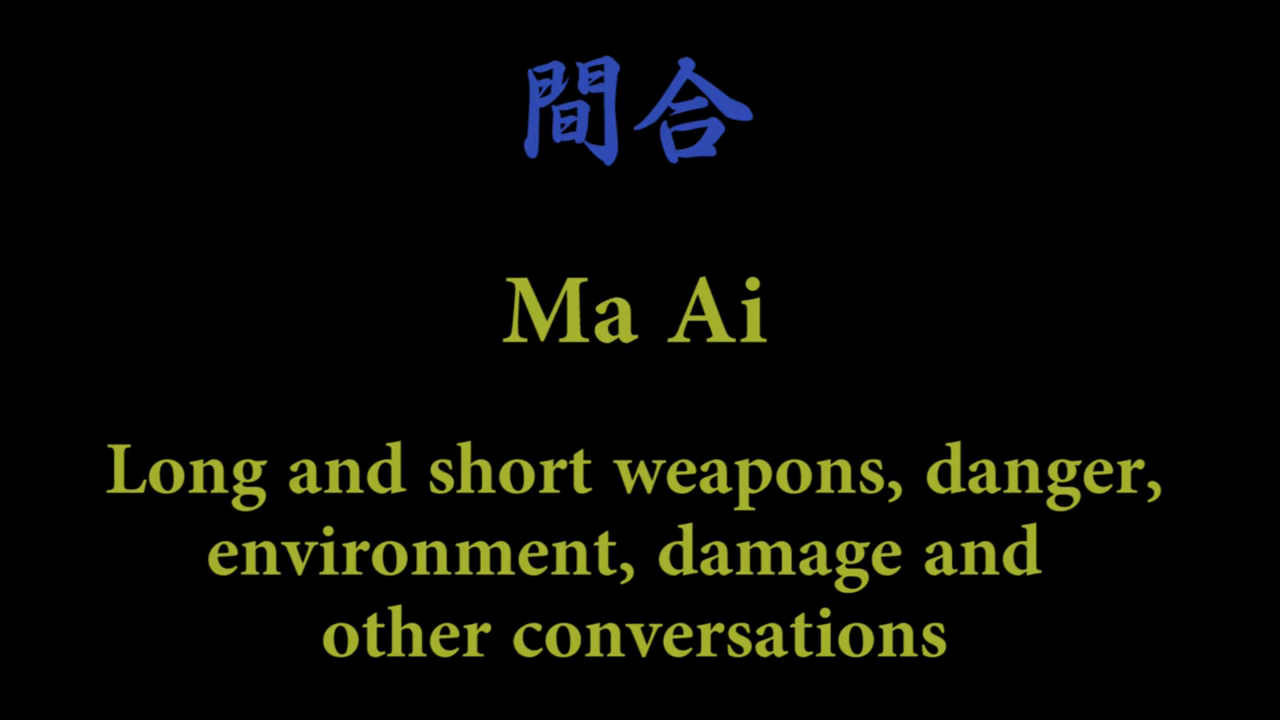 間合
Ma Ai
Long and short weapons, danger,
environment, damage and
other conversations